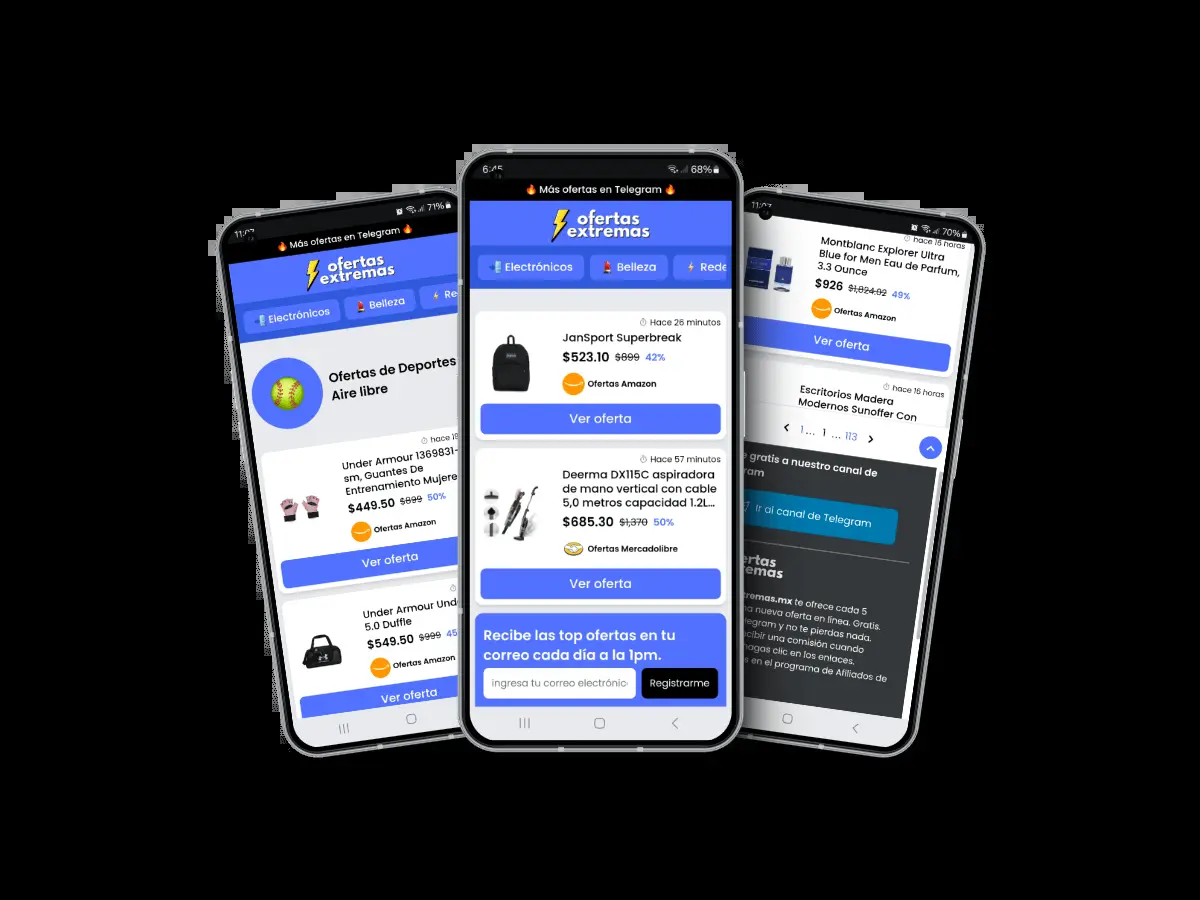 11:07
71%
🔥 Más ofertas en Telegram 🔥
ofertas
extremas
Electrónicos
Belleza
Re
Ofertas de Deportes
Aire libre
hace 1
Under Armour 1369831-
sm, Guantes De
Entrenamiento Mujere
$449.50 $899 50%
Ofertas Amazon
Ver oferta
Under Armour Und
5.0 Duffle
$549.50 $999 45
Ofertas Amazon
Ver oferta
6:45
68%
🔥 Más ofertas en Telegram 🔥
ofertas
extremas
Electrónicos
Belleza
Rede
Hace 26 minutos
JanSport Superbreak
$523.10 $899 42%
Ofertas Amazon
Ver oferta
Hace 57 minutos
Deerma DX115C aspiradora
de mano vertical con cable
5,0 metros capacidad 1.2L...
$685.30 $1,370 50%
Ofertas Mercadolibre
Ver oferta
Recibe las top ofertas en tu
correo cada día a la 1pm.
ingresa tu correo electrónic
Registrarme
11:07
70%
hace 16 horas
Montblanc Explorer Ultra
Blue for Men Eau de Parfum,
3.3 Ounce
$926 $1,824.02 49%
Ofertas Amazon
Ver oferta
hace 16 horas
Escritorios Madera
Modernos Sunoffer Con
1 ... 1 ... 113
e gratis a nuestro canal de
ram
Ir al canal de Telegram
ertas
remas
tremas.mx te ofrece cada 5
na nueva oferta en línea. Gratis.
legram y no te pierdas nada.
cibir una comisión cuando
hagas clic en los enlaces.
s en el programa de Afiliados de